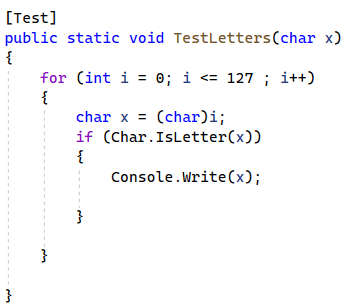 [Test]
public static void TestLetters(char x)
{
    for (int i = 0; i <= 127 ; i++)
    {
        char x = (char)i;
        if (Char.IsLetter(x))
        {
            Console.Write(x);
        }
    }
}